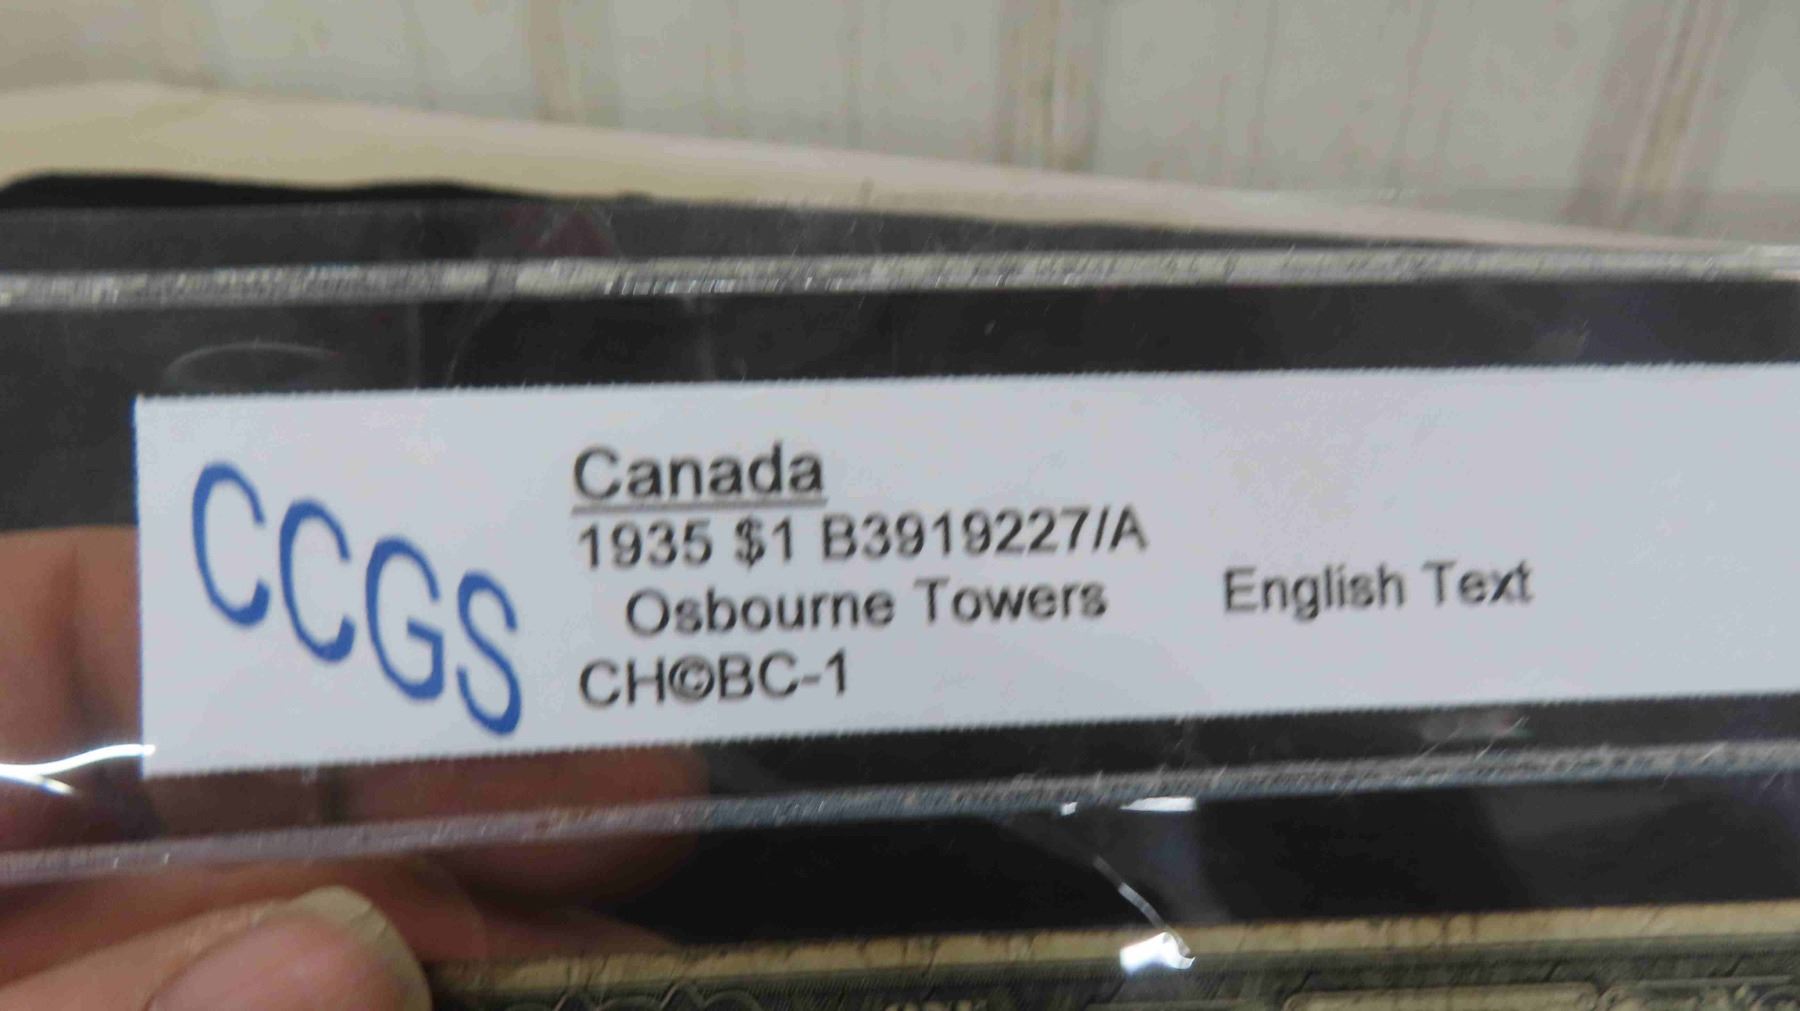 CCGS
Canada
1935 $1 B3919227/A
Osbourne Towers English Text
CH©BC-1